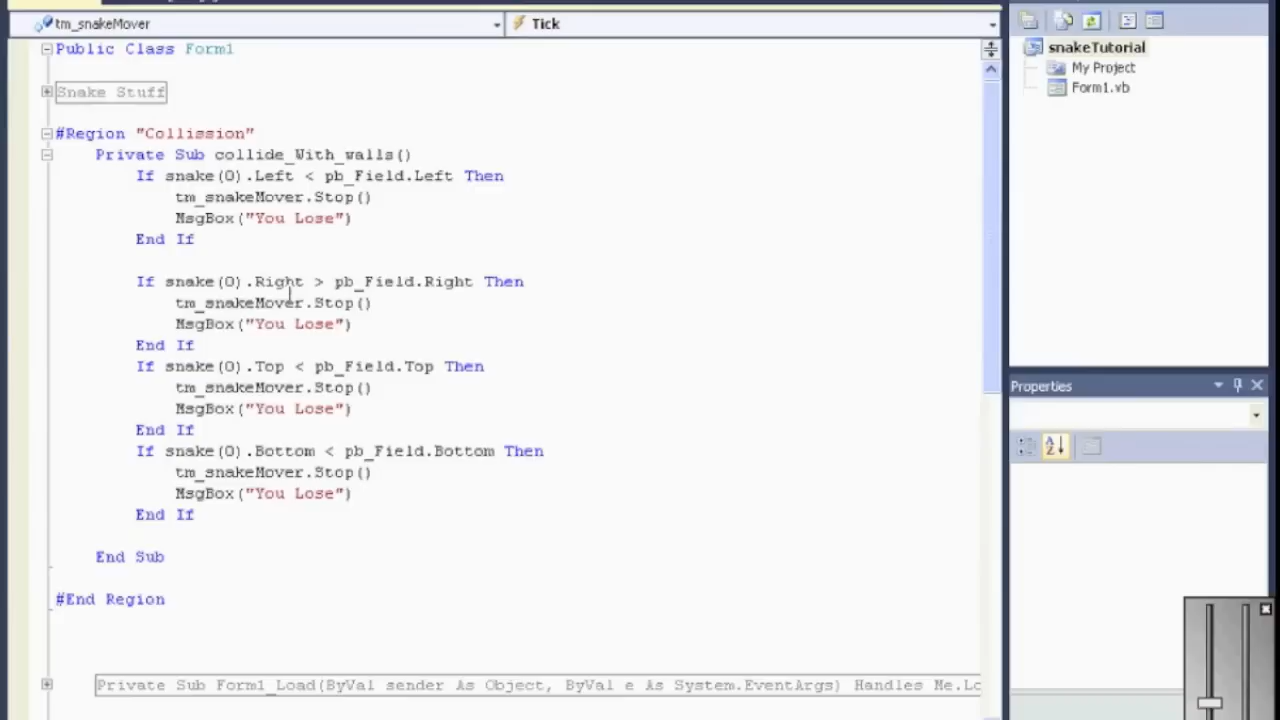 tm_snakeMover
Tick
Public Class Form1
Snake Stuff
#Region "Collission"
Private Sub collide_With_walls()
If snake(0).Left < pb_Field.Left Then
tm_snakeMover.Stop()
MsgBox("You Lose")
End If
If snake(0).Right > pb_Field.Right Then
tm_snakeMover.Stop()
MsgBox("You Lose")
End If
If snake(0).Top < pb_Field.Top Then
tm_snakeMover.Stop()
MsgBox("You Lose")
End If
If snake(0).Bottom < pb_Field.Bottom Then
tm_snakeMover.Stop()
MsgBox("You Lose")
End If
End Sub
#End Region
Private Sub Form1_Load(ByVal sender As Object, ByVal e As System.EventArgs) Handles Me.Lo
snakeTutorial
My Project
Form1.vb
Properties